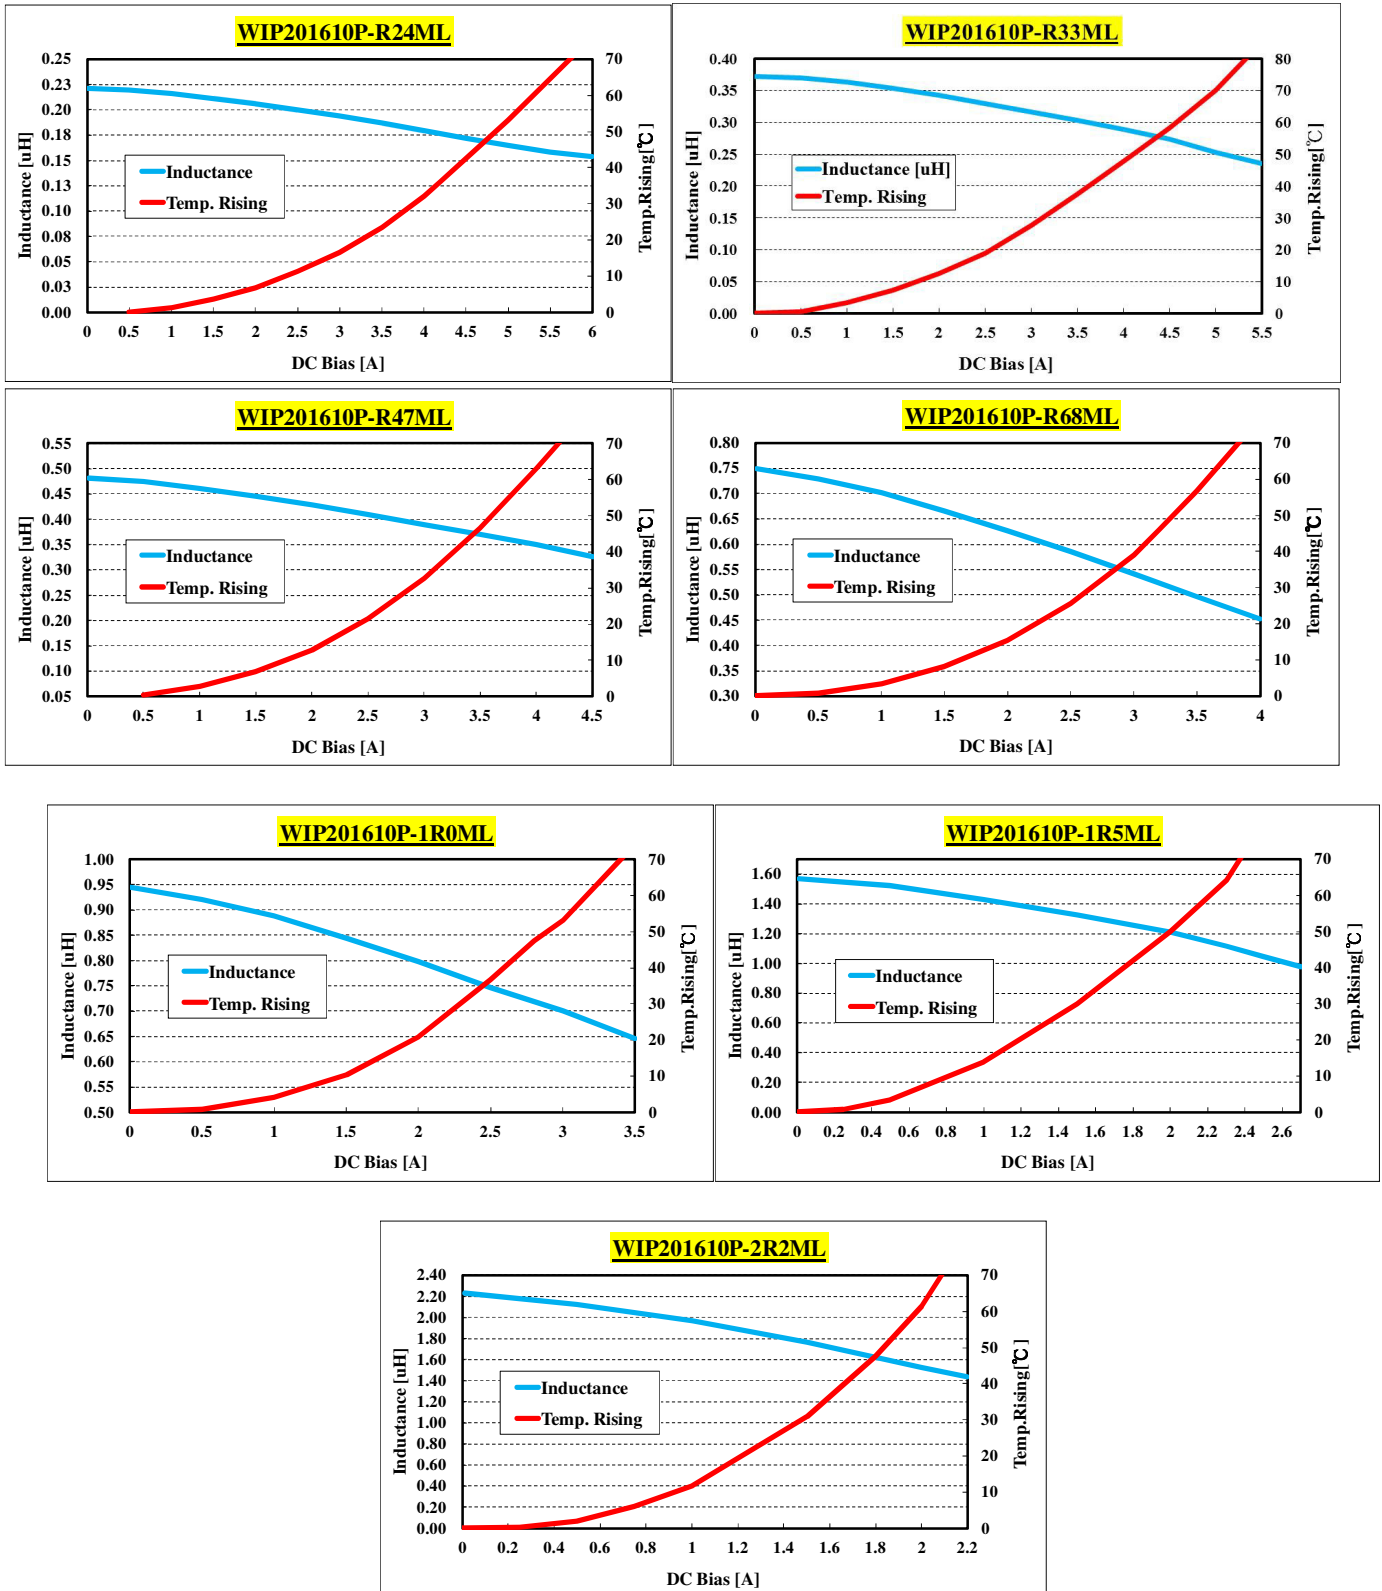 WIP201610P-R24ML
0.25
0.23
0.20
0.18
0.15
0.13
0.10
0.08
0.05
0.03
0.00
Inductance [uH]
Inductance
Temp. Rising
70
60
50
40
30
20
10
0
Temp.Rising[℃]
0 0.5 1 1.5 2 2.5 3 3.5 4 4.5 5 5.5 6
DC Bias [A]
WIP201610P-R33ML
0.40
0.35
0.30
0.25
0.20
0.15
0.10
0.05
0.00
Inductance [uH]
Inductance [uH]
Temp. Rising
80
70
60
50
40
30
20
10
0
Temp.Rising[℃]
0 0.5 1 1.5 2 2.5 3 3.5 4 4.5 5 5.5
DC Bias [A]
WIP201610P-R47ML
0.55
0.50
0.45
0.40
0.35
0.30
0.25
0.20
0.15
0.10
0.05
Inductance [uH]
Inductance
Temp. Rising
70
60
50
40
30
20
10
0
Temp.Rising[℃]
0 0.5 1 1.5 2 2.5 3 3.5 4 4.5
DC Bias [A]
WIP201610P-R68ML
0.80
0.75
0.70
0.65
0.60
0.55
0.50
0.45
0.40
0.35
0.30
Inductance [uH]
Inductance
Temp. Rising
70
60
50
40
30
20
10
0
Temp.Rising[℃]
0 0.5 1 1.5 2 2.5 3 3.5 4
DC Bias [A]
WIP201610P-1R0ML
1.00
0.95
0.90
0.85
0.80
0.75
0.70
0.65
0.60
0.55
0.50
Inductance [uH]
Inductance
Temp. Rising
70
60
50
40
30
20
10
0
Temp.Rising[℃]
0 0.5 1 1.5 2 2.5 3 3.5
DC Bias [A]
WIP201610P-1R5ML
1.60
1.40
1.20
1.00
0.80
0.60
0.40
0.20
0.00
Inductance [uH]
Inductance
Temp. Rising
70
60
50
40
30
20
10
0
Temp.Rising[℃]
0 0.2 0.4 0.6 0.8 1 1.2 1.4 1.6 1.8 2 2.2 2.4 2.6
DC Bias [A]
WIP201610P-2R2ML
2.40
2.20
2.00
1.80
1.60
1.40
1.20
1.00
0.80
0.60
0.40
0.20
0.00
Inductance [uH]
Inductance
Temp. Rising
70
60
50
40
30
20
10
0
Temp.Rising[℃]
0 0.2 0.4 0.6 0.8 1 1.2 1.4 1.6 1.8 2 2.2
DC Bias [A]